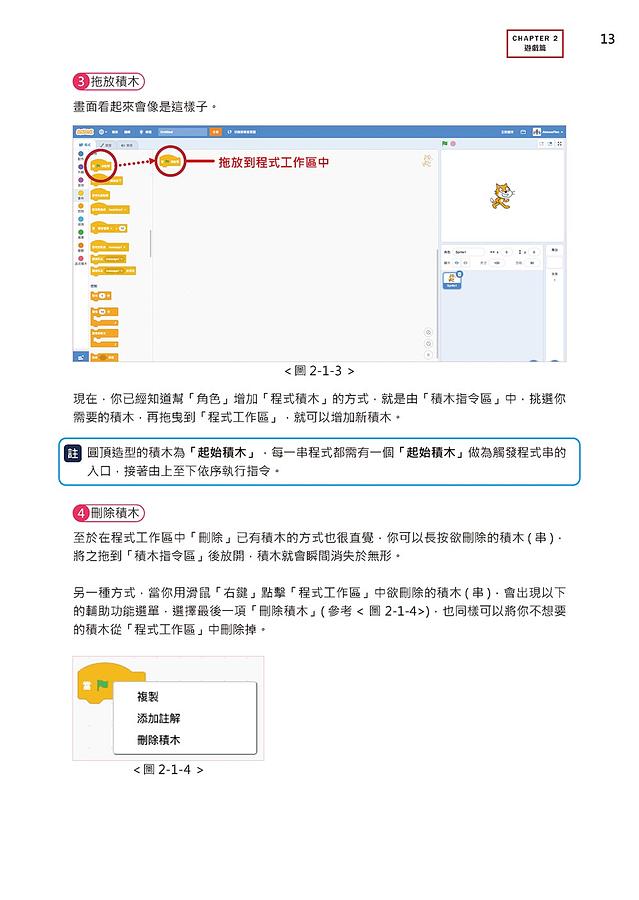 CHAPTER 2
遊戲篇
13
3 拖放積木
畫面看起來會像是這樣子。
拖放到程式工作區中
< 圖 2-1-3 >
現在,你已經知道幫「角色」增加「程式積木」的方式,就是由「積木指令區」中,挑選你
需要的積木,再拖曳到「程式工作區」,就可以增加新積木。
註 圓頂造型的積木為「起始積木」,每一串程式都需有一個「起始積木」做為觸發程式串的
入口,接著由上至下依序執行指令。
4 刪除積木
至於在程式工作區中「刪除」已有積木的方式也很直覺,你可以長按欲刪除的積木 ( 串 ),
將之拖到「積木指令區」後放開,積木就會瞬間消失於無形。
另一種方式,當你用滑鼠「右鍵」點擊「程式工作區」中欲刪除的積木 ( 串 ),會出現以下
的輔助功能選單,選擇最後一項「刪除積木」( 參考 < 圖 2-1-4>),也同樣可以將你不想要
的積木從「程式工作區」中刪除掉。
當
複製
添加註解
刪除積木
< 圖 2-1-4 >